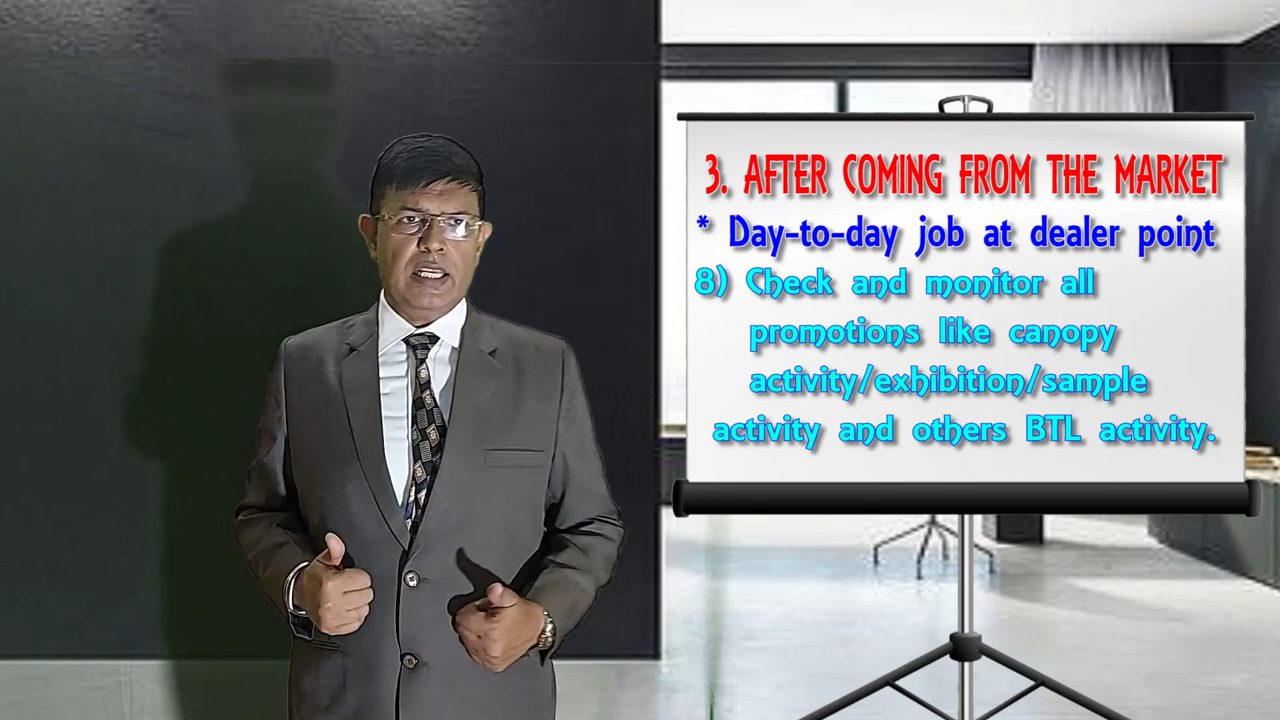 3. AFTER COMING FROM THE MARKET
* Day-to-day job at dealer point
8) Check and monitor all
promotions like canopy
activity/exhibition/sample
activity and others BTL activity.